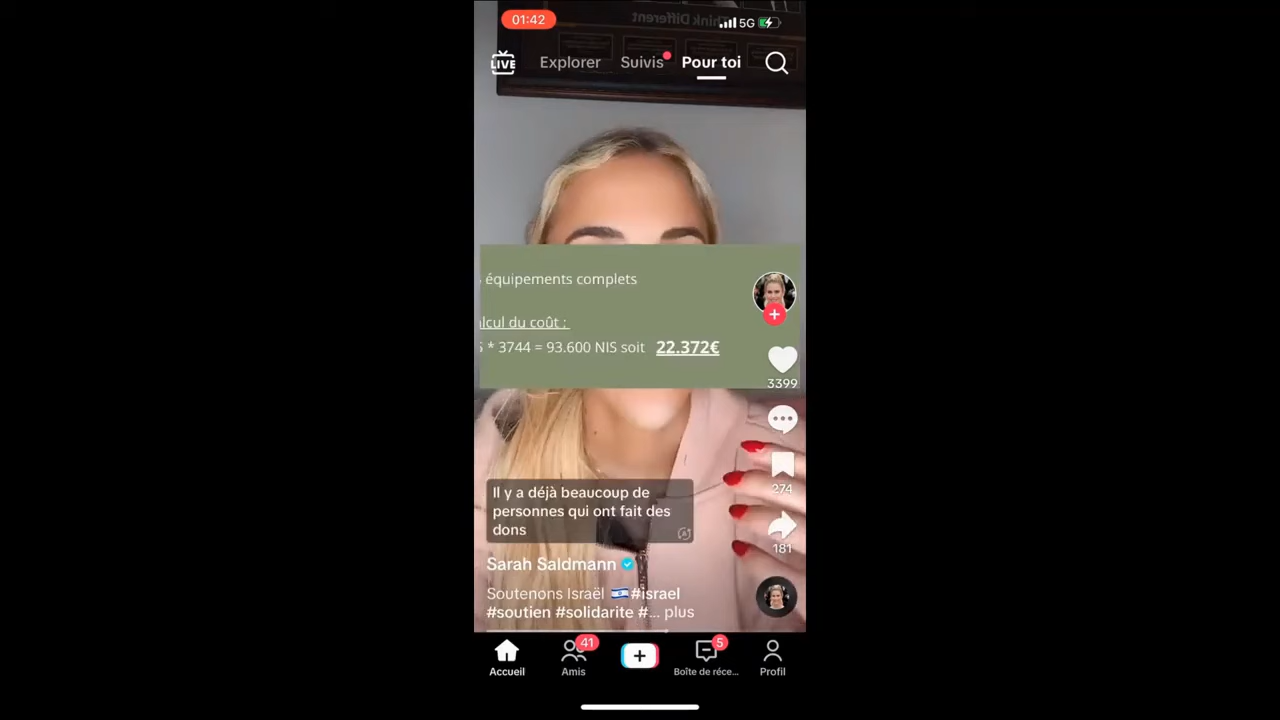 01:42
Think Different
5G
LIVE
Explorer
Suivis
Pour toi
équipements complets
lcul du coût :
* 3744 = 93.600 NIS soit 22.372€
3399
274
181
Il y a déjà beaucoup de
personnes qui ont fait des
dons
Sarah Saldmann
Soutenons Israël 🇮🇱#israel
#soutien #solidarite #... plus
41
5
Accueil
Amis
Boîte de réce...
Profil